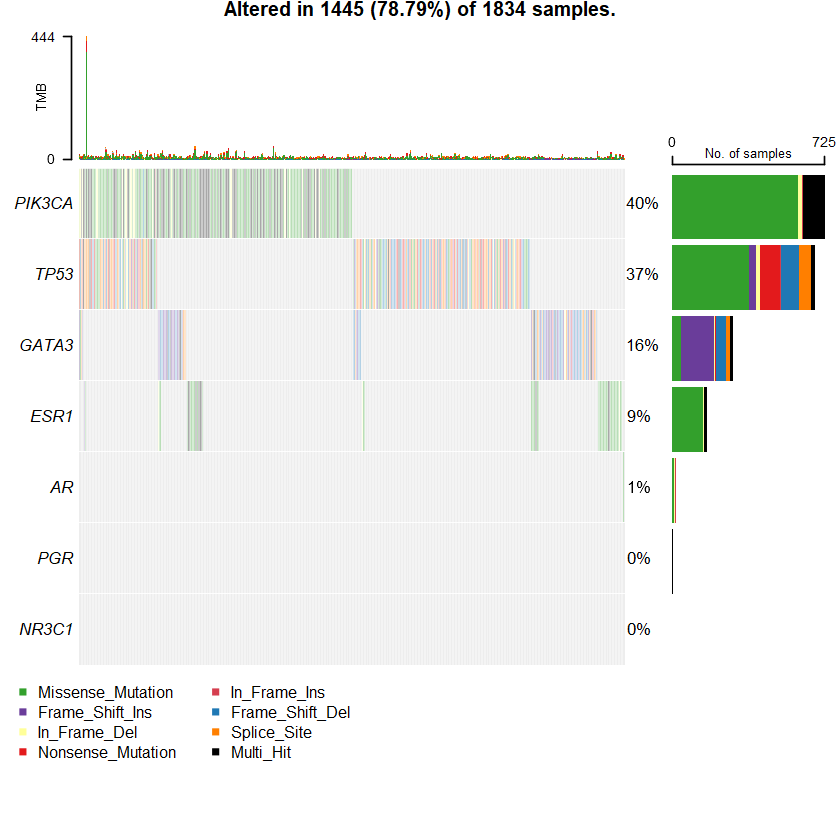 Altered in 1445 (78.79%) of 1834 samples.
444
TMB
0
0 725
No. of samples
PIK3CA 40%
TP53 37%
GATA3 16%
ESR1 9%
AR 1%
PGR 0%
NR3C1 0%
Missense_Mutation In_Frame_Ins
Frame_Shift_Ins Frame_Shift_Del
In_Frame_Del Splice_Site
Nonsense_Mutation Multi_Hit